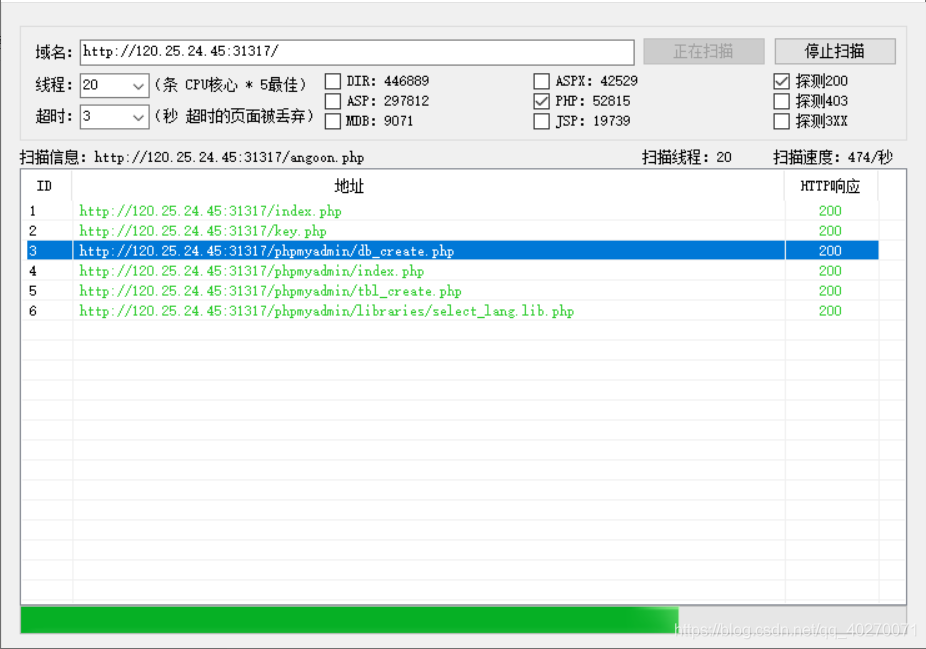 域名: http://120.25.24.45:31317/ 正在扫描 停止扫描
线程: 20 (条 CPU核心 * 5最佳) DIR: 446889 ASPX: 42529 探测200
ASP: 297812 PHP: 52815 探测403
超时: 3 (秒 超时的页面被丢弃) MDB: 9071 JSP: 19739 探测3XX
扫描信息: http://120.25.24.45:31317/angoon.php 扫描线程: 20 扫描速度: 474/秒
ID 地址 HTTP响应
1 http://120.25.24.45:31317/index.php 200
2 http://120.25.24.45:31317/key.php 200
3 http://120.25.24.45:31317/phpmyadmin/db_create.php 200
4 http://120.25.24.45:31317/phpmyadmin/index.php 200
5 http://120.25.24.45:31317/phpmyadmin/tbl_create.php 200
6 http://120.25.24.45:31317/phpmyadmin/libraries/select_lang.lib.php 200
https://blog.csdn.net/qq_40270071